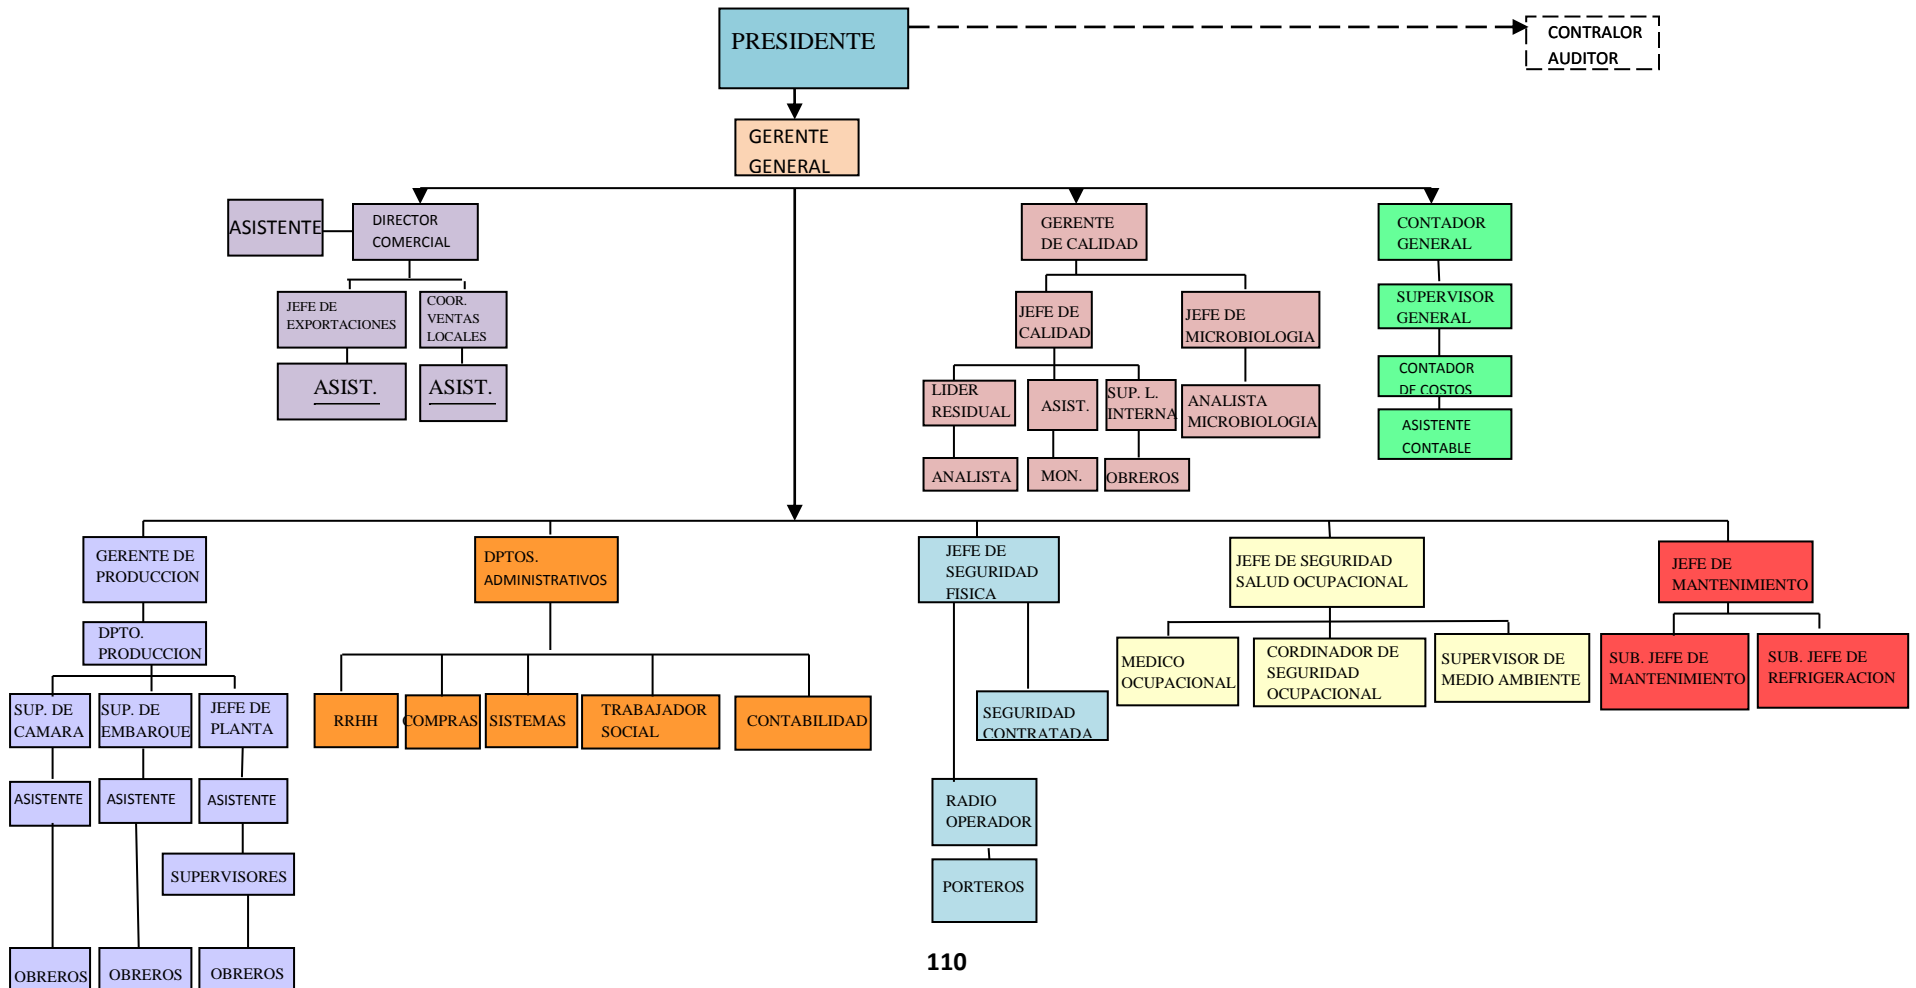 PRESIDENTE
CONTRALOR
AUDITOR
GERENTE
GENERAL
ASISTENTE
DIRECTOR
COMERCIAL
GERENTE
DE CALIDAD
CONTADOR
GENERAL
JEFE DE
EXPORTACIONES
COOR.
VENTAS
LOCALES
JEFE DE
CALIDAD
JEFE DE
MICROBIOLOGIA
SUPERVISOR
GENERAL
ASIST.
ASIST.
LIDER
RESIDUAL
ASIST.
SUP. L.
INTERNA
ANALISTA
MICROBIOLOGIA
CONTADOR
DE COSTOS
ASISTENTE
CONTABLE
ANALISTA
MON.
OBREROS
GERENTE DE
PRODUCCION
DPTOS.
ADMINISTRATIVOS
JEFE DE
SEGURIDAD
FISICA
JEFE DE SEGURIDAD
SALUD OCUPACIONAL
JEFE DE
MANTENIMIENTO
DPTO.
PRODUCCION
MEDICO
OCUPACIONAL
CORDINADOR DE
SEGURIDAD
OCUPACIONAL
SUPERVISOR DE
MEDIO AMBIENTE
SUB. JEFE DE
MANTENIMIENTO
SUB. JEFE DE
REFRIGERACION
SUP. DE
CAMARA
SUP. DE
EMBARQUE
JEFE DE
PLANTA
RRHH
COMPRAS
SISTEMAS
TRABAJADOR
SOCIAL
CONTABILIDAD
SEGURIDAD
CONTRATADA
ASISTENTE
ASISTENTE
ASISTENTE
RADIO
OPERADOR
SUPERVISORES
PORTEROS
OBREROS
OBREROS
OBREROS
110